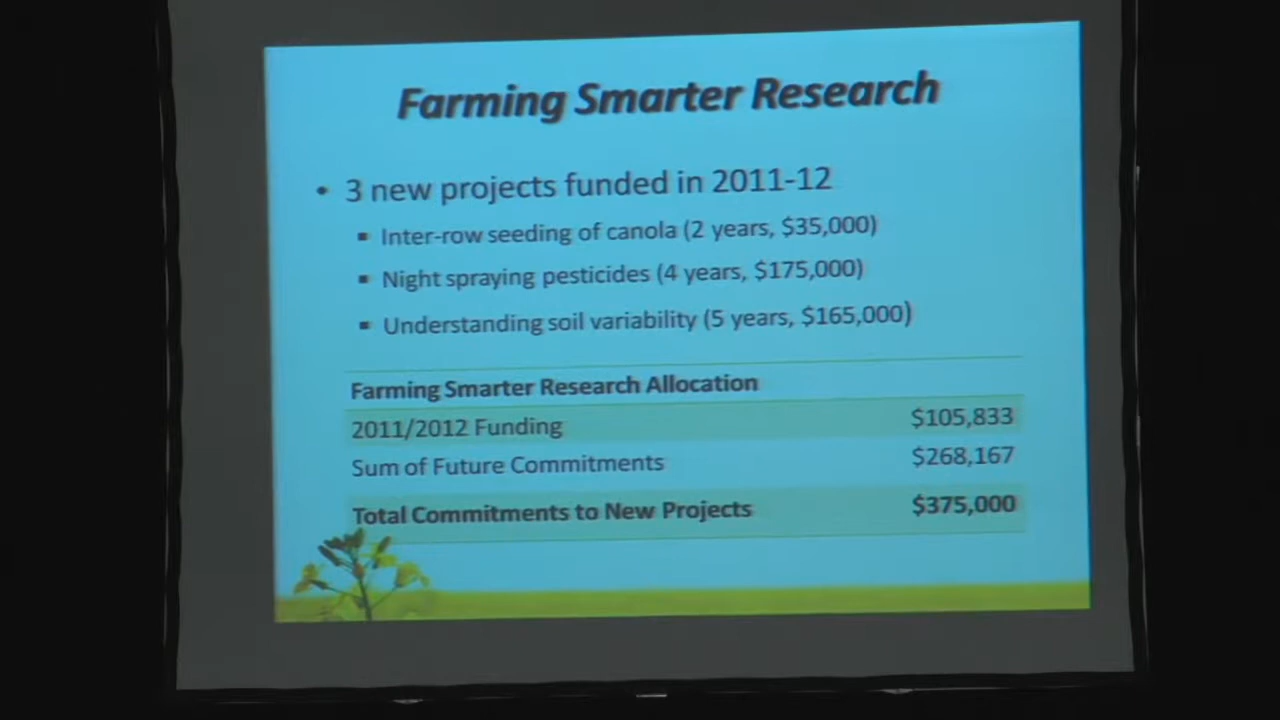 Farming Smarter Research
• 3 new projects funded in 2011-12
▪ Inter-row seeding of canola (2 years, $35,000)
▪ Night spraying pesticides (4 years, $175,000)
▪ Understanding soil variability (5 years, $165,000)
Farming Smarter Research Allocation
2011/2012 Funding $105,833
Sum of Future Commitments $268,167
Total Commitments to New Projects $375,000